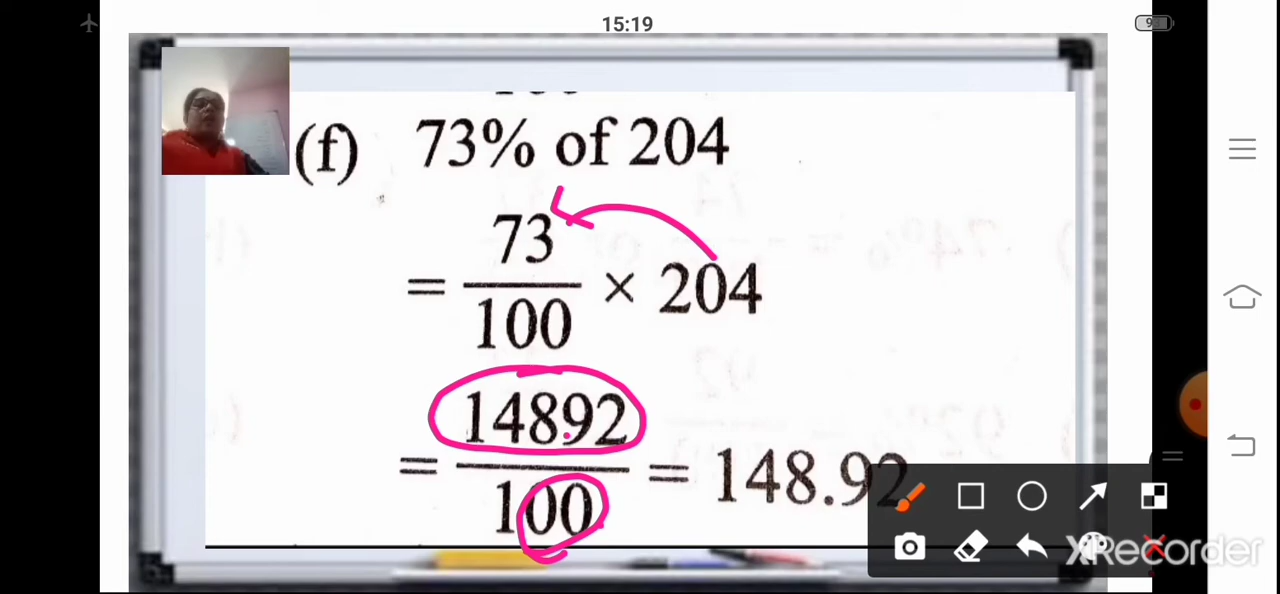 15:19
(f) 73% of 204
= 73/100 × 204
= 14892/100 = 148.92
XRecorder